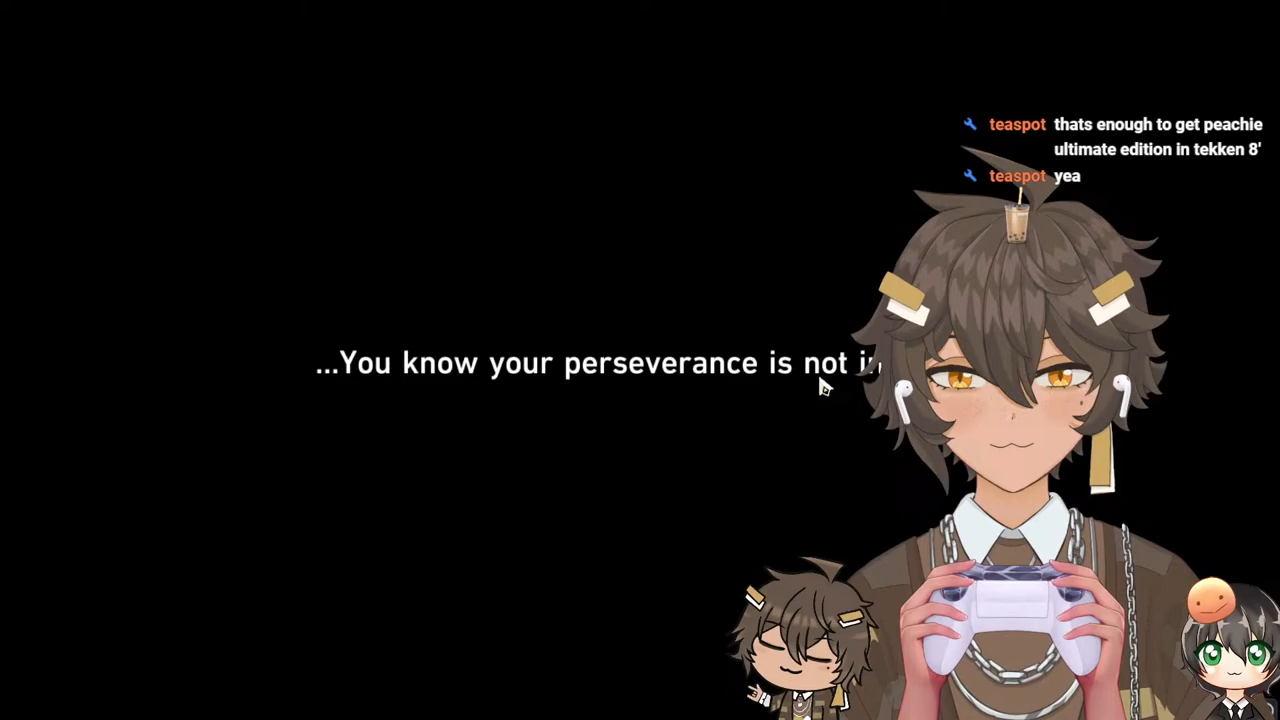 teaspot thats enough to get peachie
ultimate edition in tekken 8'
teaspot yea
...You know your perseverance is not